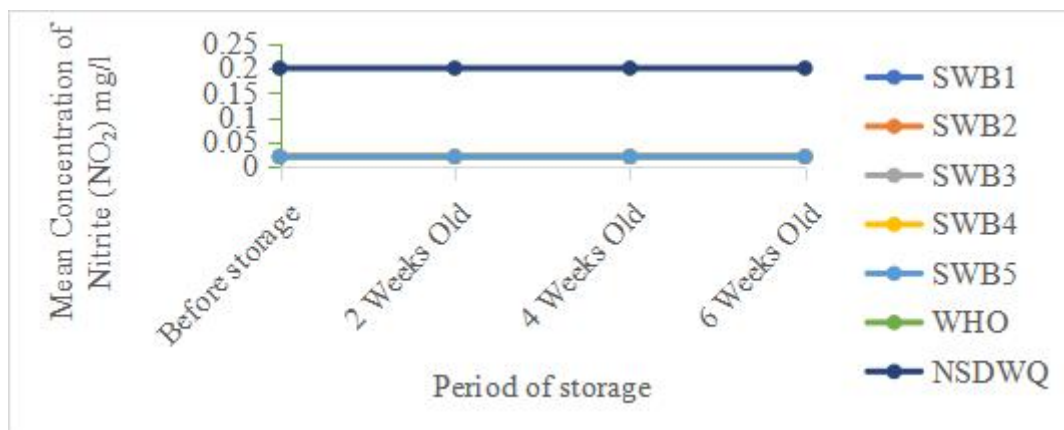 Mean Concentration of
Nitrite (NO₂) mg/l
0.25
0.2
0.15
0.1
0.05
0
Before storage
2 Weeks Old
4 Weeks Old
6 Weeks Old
Period of storage
SWB1
SWB2
SWB3
SWB4
SWB5
WHO
NSDWQ